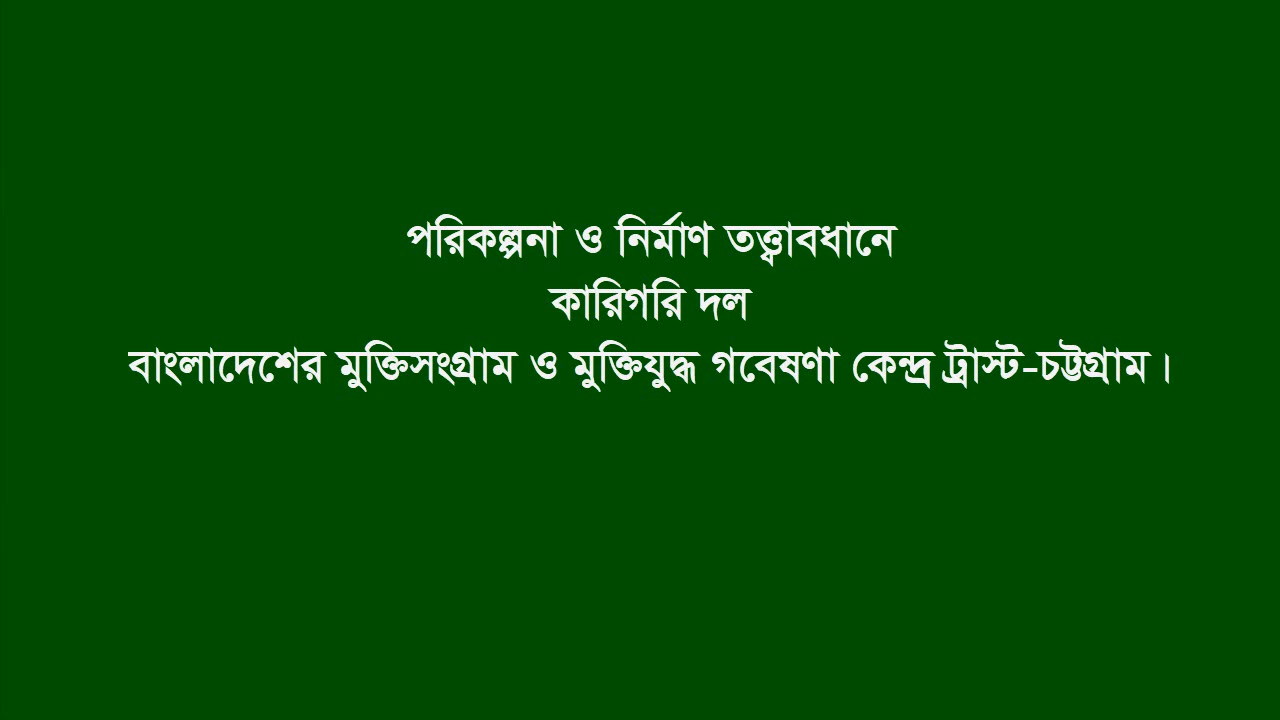 পরিকল্পনা ও নির্মাণ তত্ত্বাবধানে
কারিগরি দল
বাংলাদেশের মুক্তিসংগ্রাম ও মুক্তিযুদ্ধ গবেষণা কেন্দ্র ট্রাস্ট-চট্টগ্রাম।